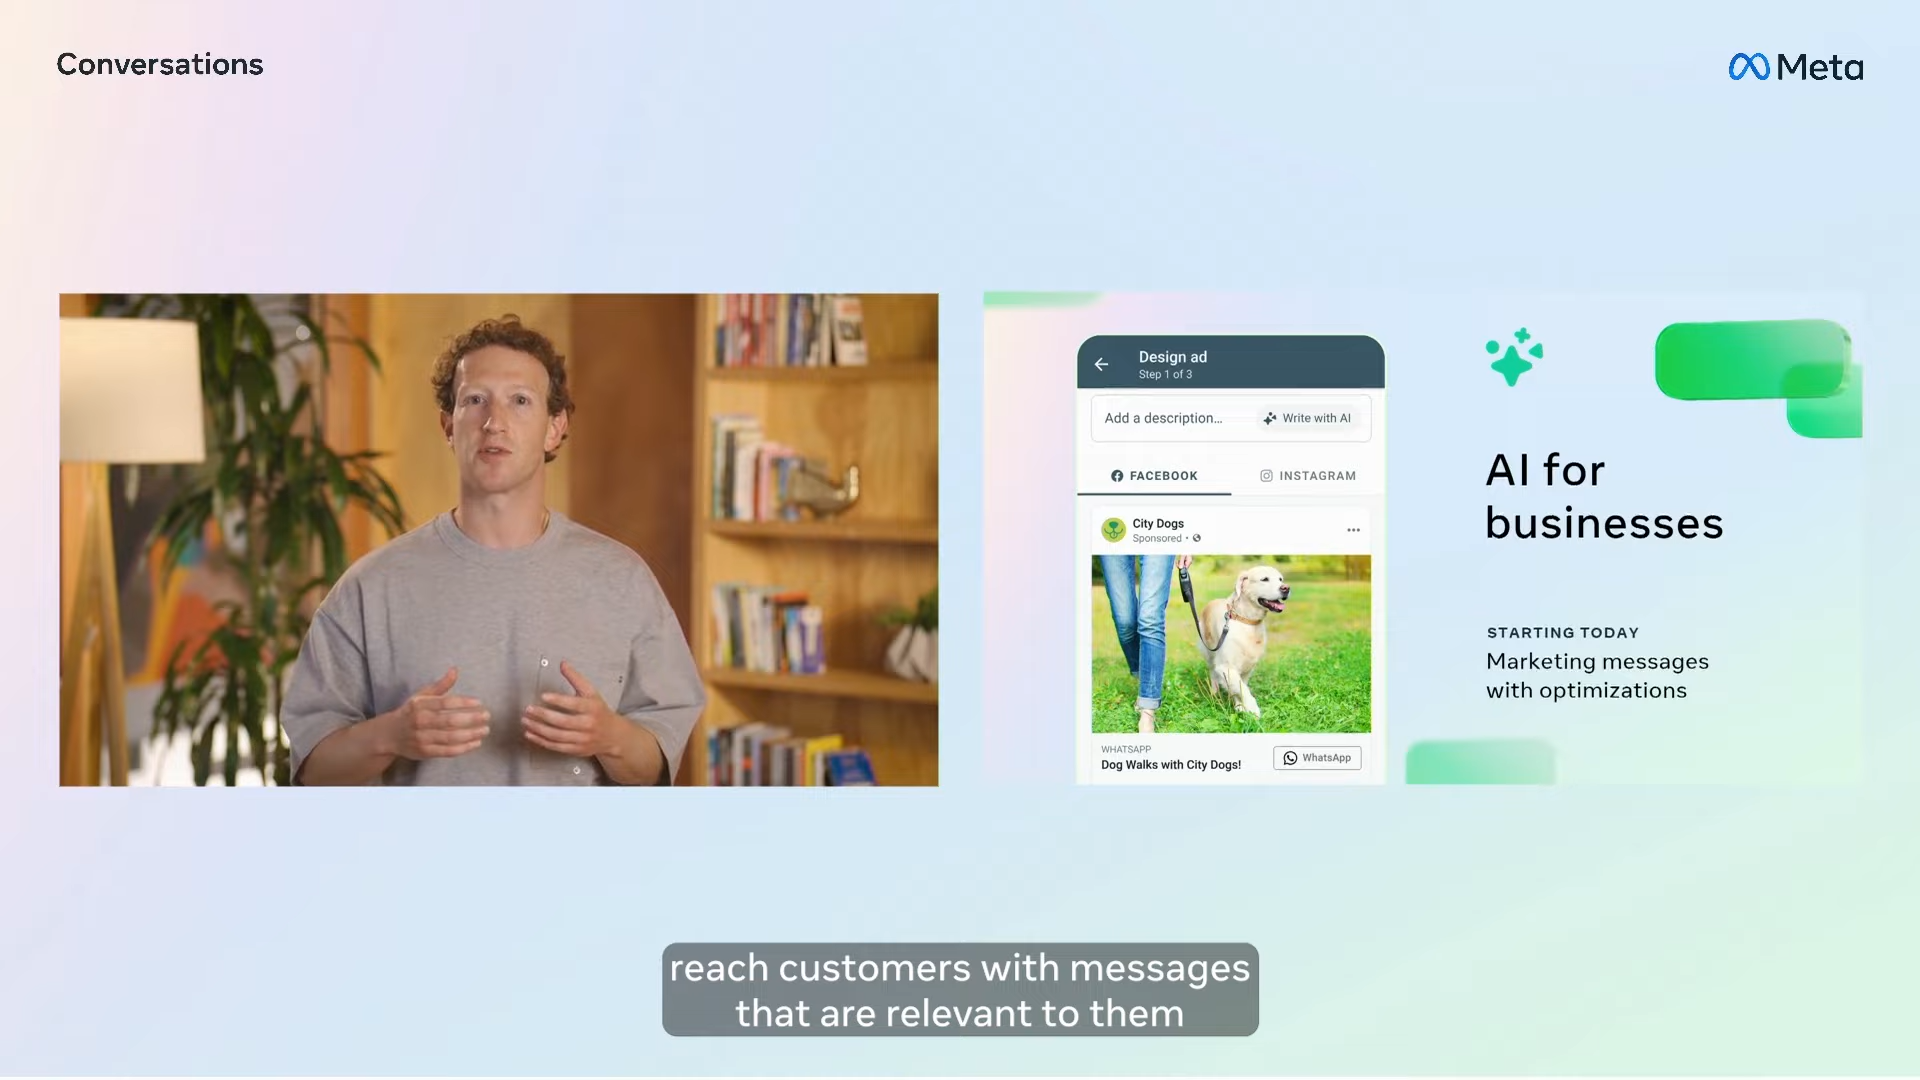 Conversations
Meta
Design ad
Step 1 of 3
Add a description...
Write with AI
FACEBOOK
INSTAGRAM
City Dogs
Sponsored •
WHATSAPP
Dog Walks with City Dogs!
WhatsApp
AI for
businesses
STARTING TODAY
Marketing messages
with optimizations
reach customers with messages
that are relevant to them